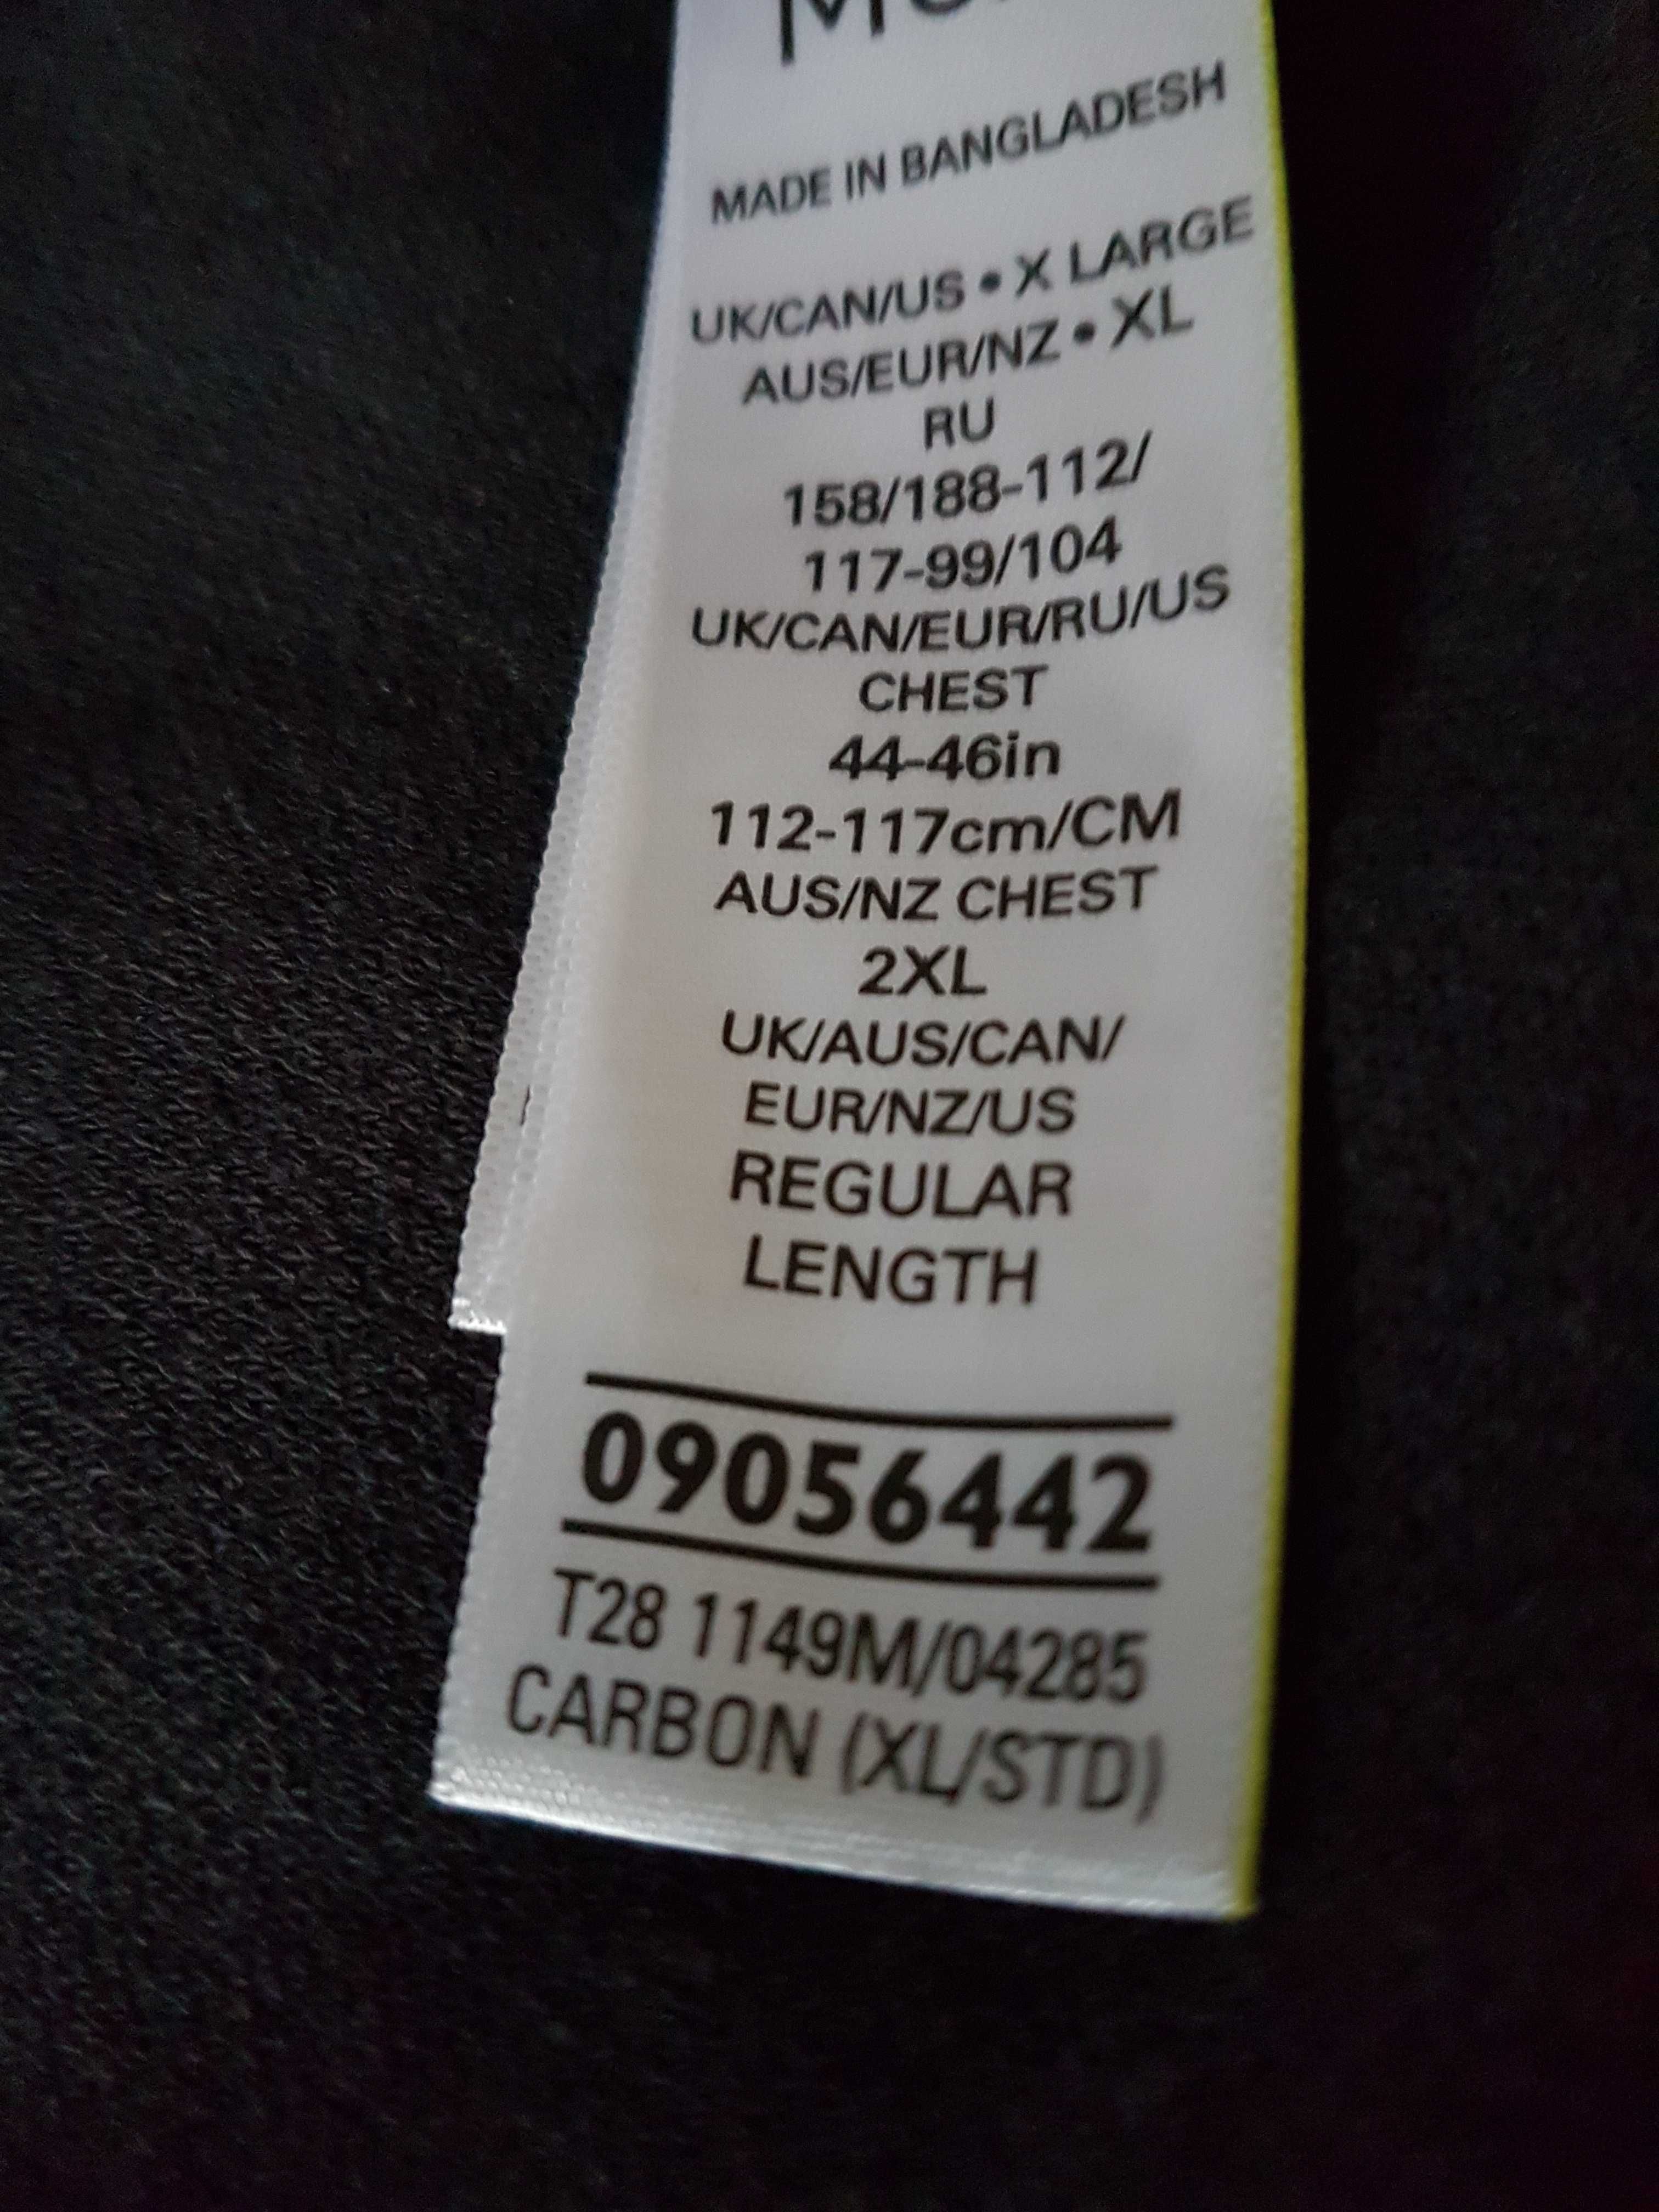 MADE IN BANGLADESH
UK/CAN/US • X LARGE
AUS/EUR/NZ • XL
RU
158/188-112/
117-99/104
UK/CAN/EUR/RU/US
CHEST
44-46in
112-117cm/CM
AUS/NZ CHEST
2XL
UK/AUS/CAN/
EUR/NZ/US
REGULAR
LENGTH
09056442
T28 1149M/04285
CARBON (XL/STD)